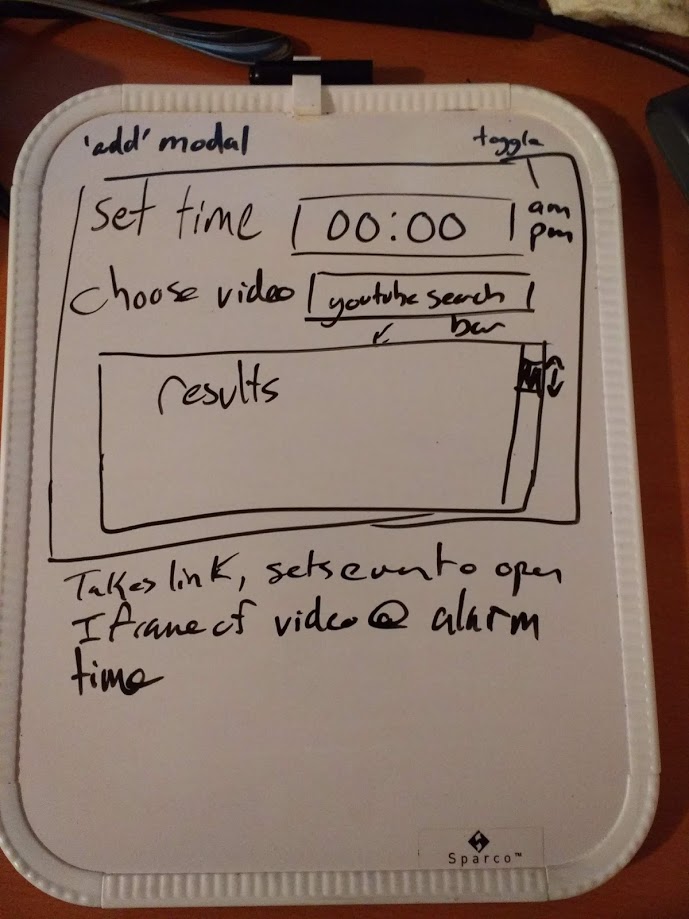 'add' modal
toggle
set time
00:00
am
pm
Choose video
youtube search
bar
results
Takes link, sets event to open
Iframe of video @ alarm
time
Sparco™